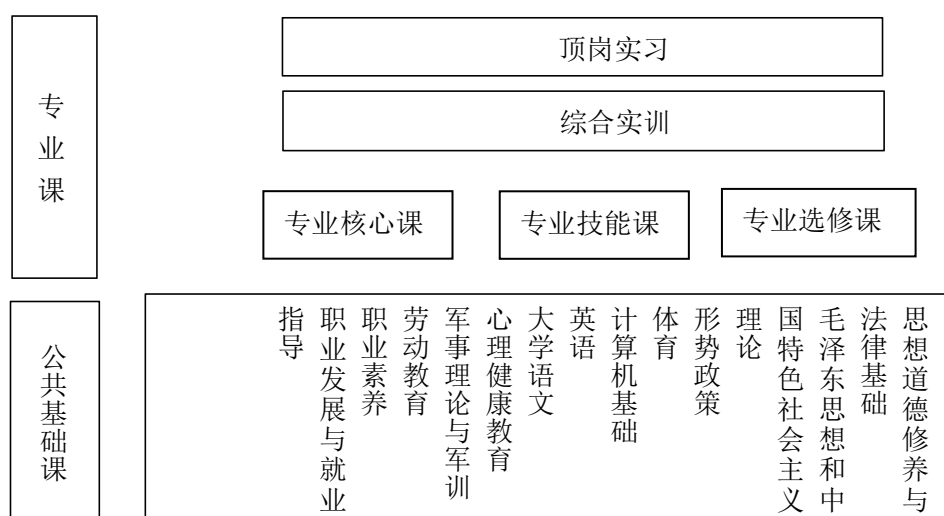 专业课
顶岗实习
综合实训
专业核心课
专业技能课
专业选修课
公共基础课
思想道德修养与
法律基础
毛泽东思想和中
国特色社会主义
理论
形势政策
体育
计算机基础
英语
大学语文
心理健康教育
军事理论与军训
劳动教育
职业素养
职业发展与就业
指导